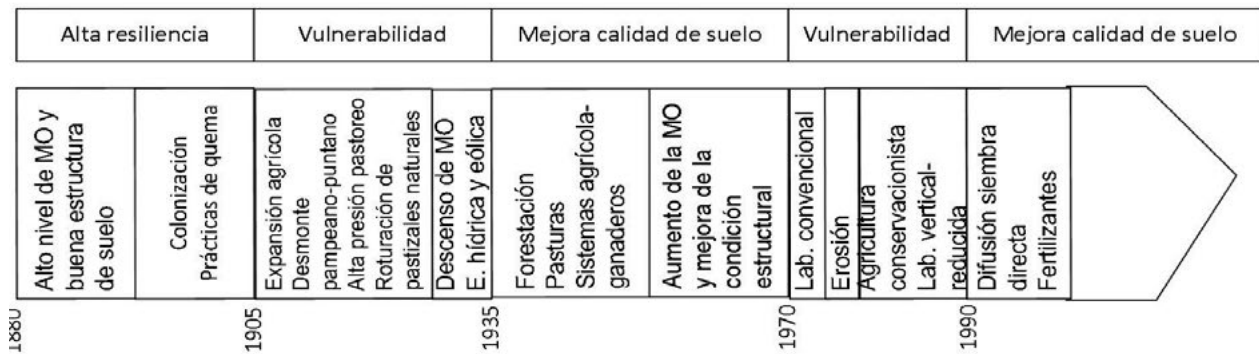 Alta resiliencia
Vulnerabilidad
Mejora calidad de suelo
Vulnerabilidad
Mejora calidad de suelo
Alto nivel de MO y
buena estructura
de suelo
Colonización
Prácticas de quema
Expansión agrícola
Desmonte
pampeano-puntano
Alta presión pastoreo
Roturación de
pastizales naturales
Descenso de MO
E. hídrica y eólica
Forestación
Pasturas
Sistemas agrícola-
ganaderos
Aumento de la MO
y mejora de la
condición
estructural
Lab. convencional
Erosión
Agricultura
conservacionista
Lab. vertical-
reducida
Difusión siembra
directa
Fertilizantes
1880
1905
1935
1970
1990